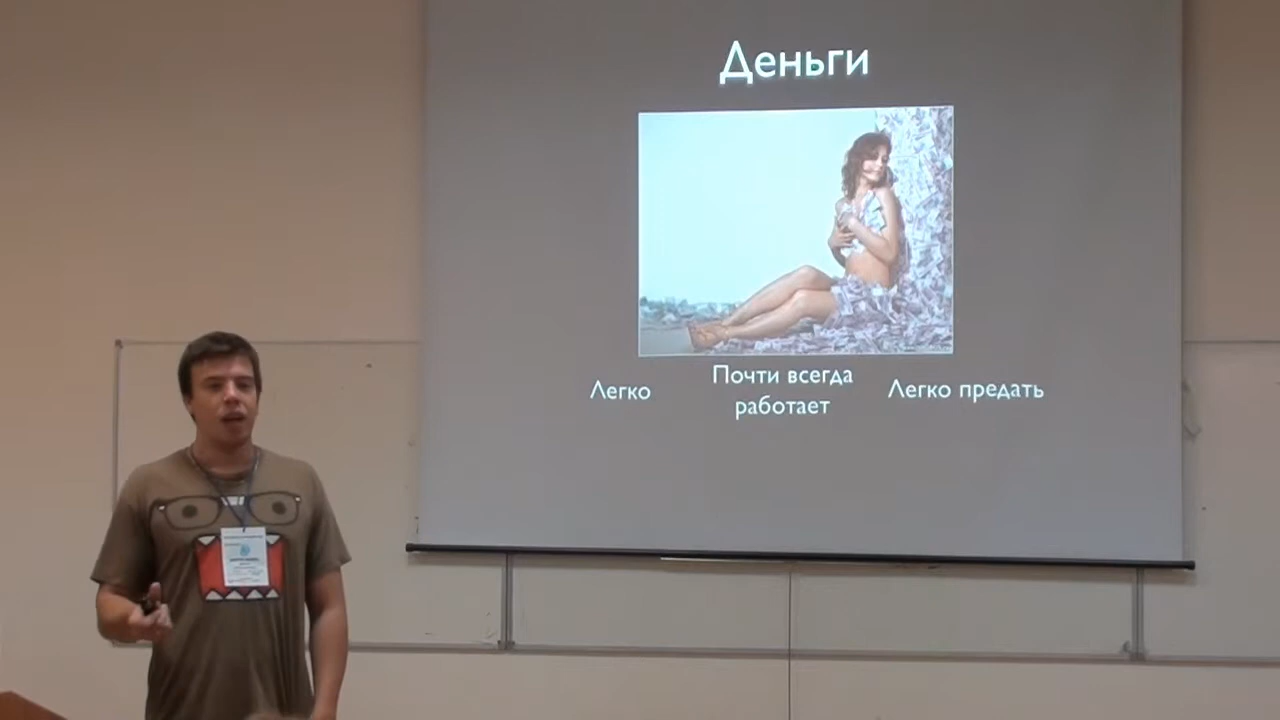 Деньги
Легко
Почти всегда
работает
Легко предать